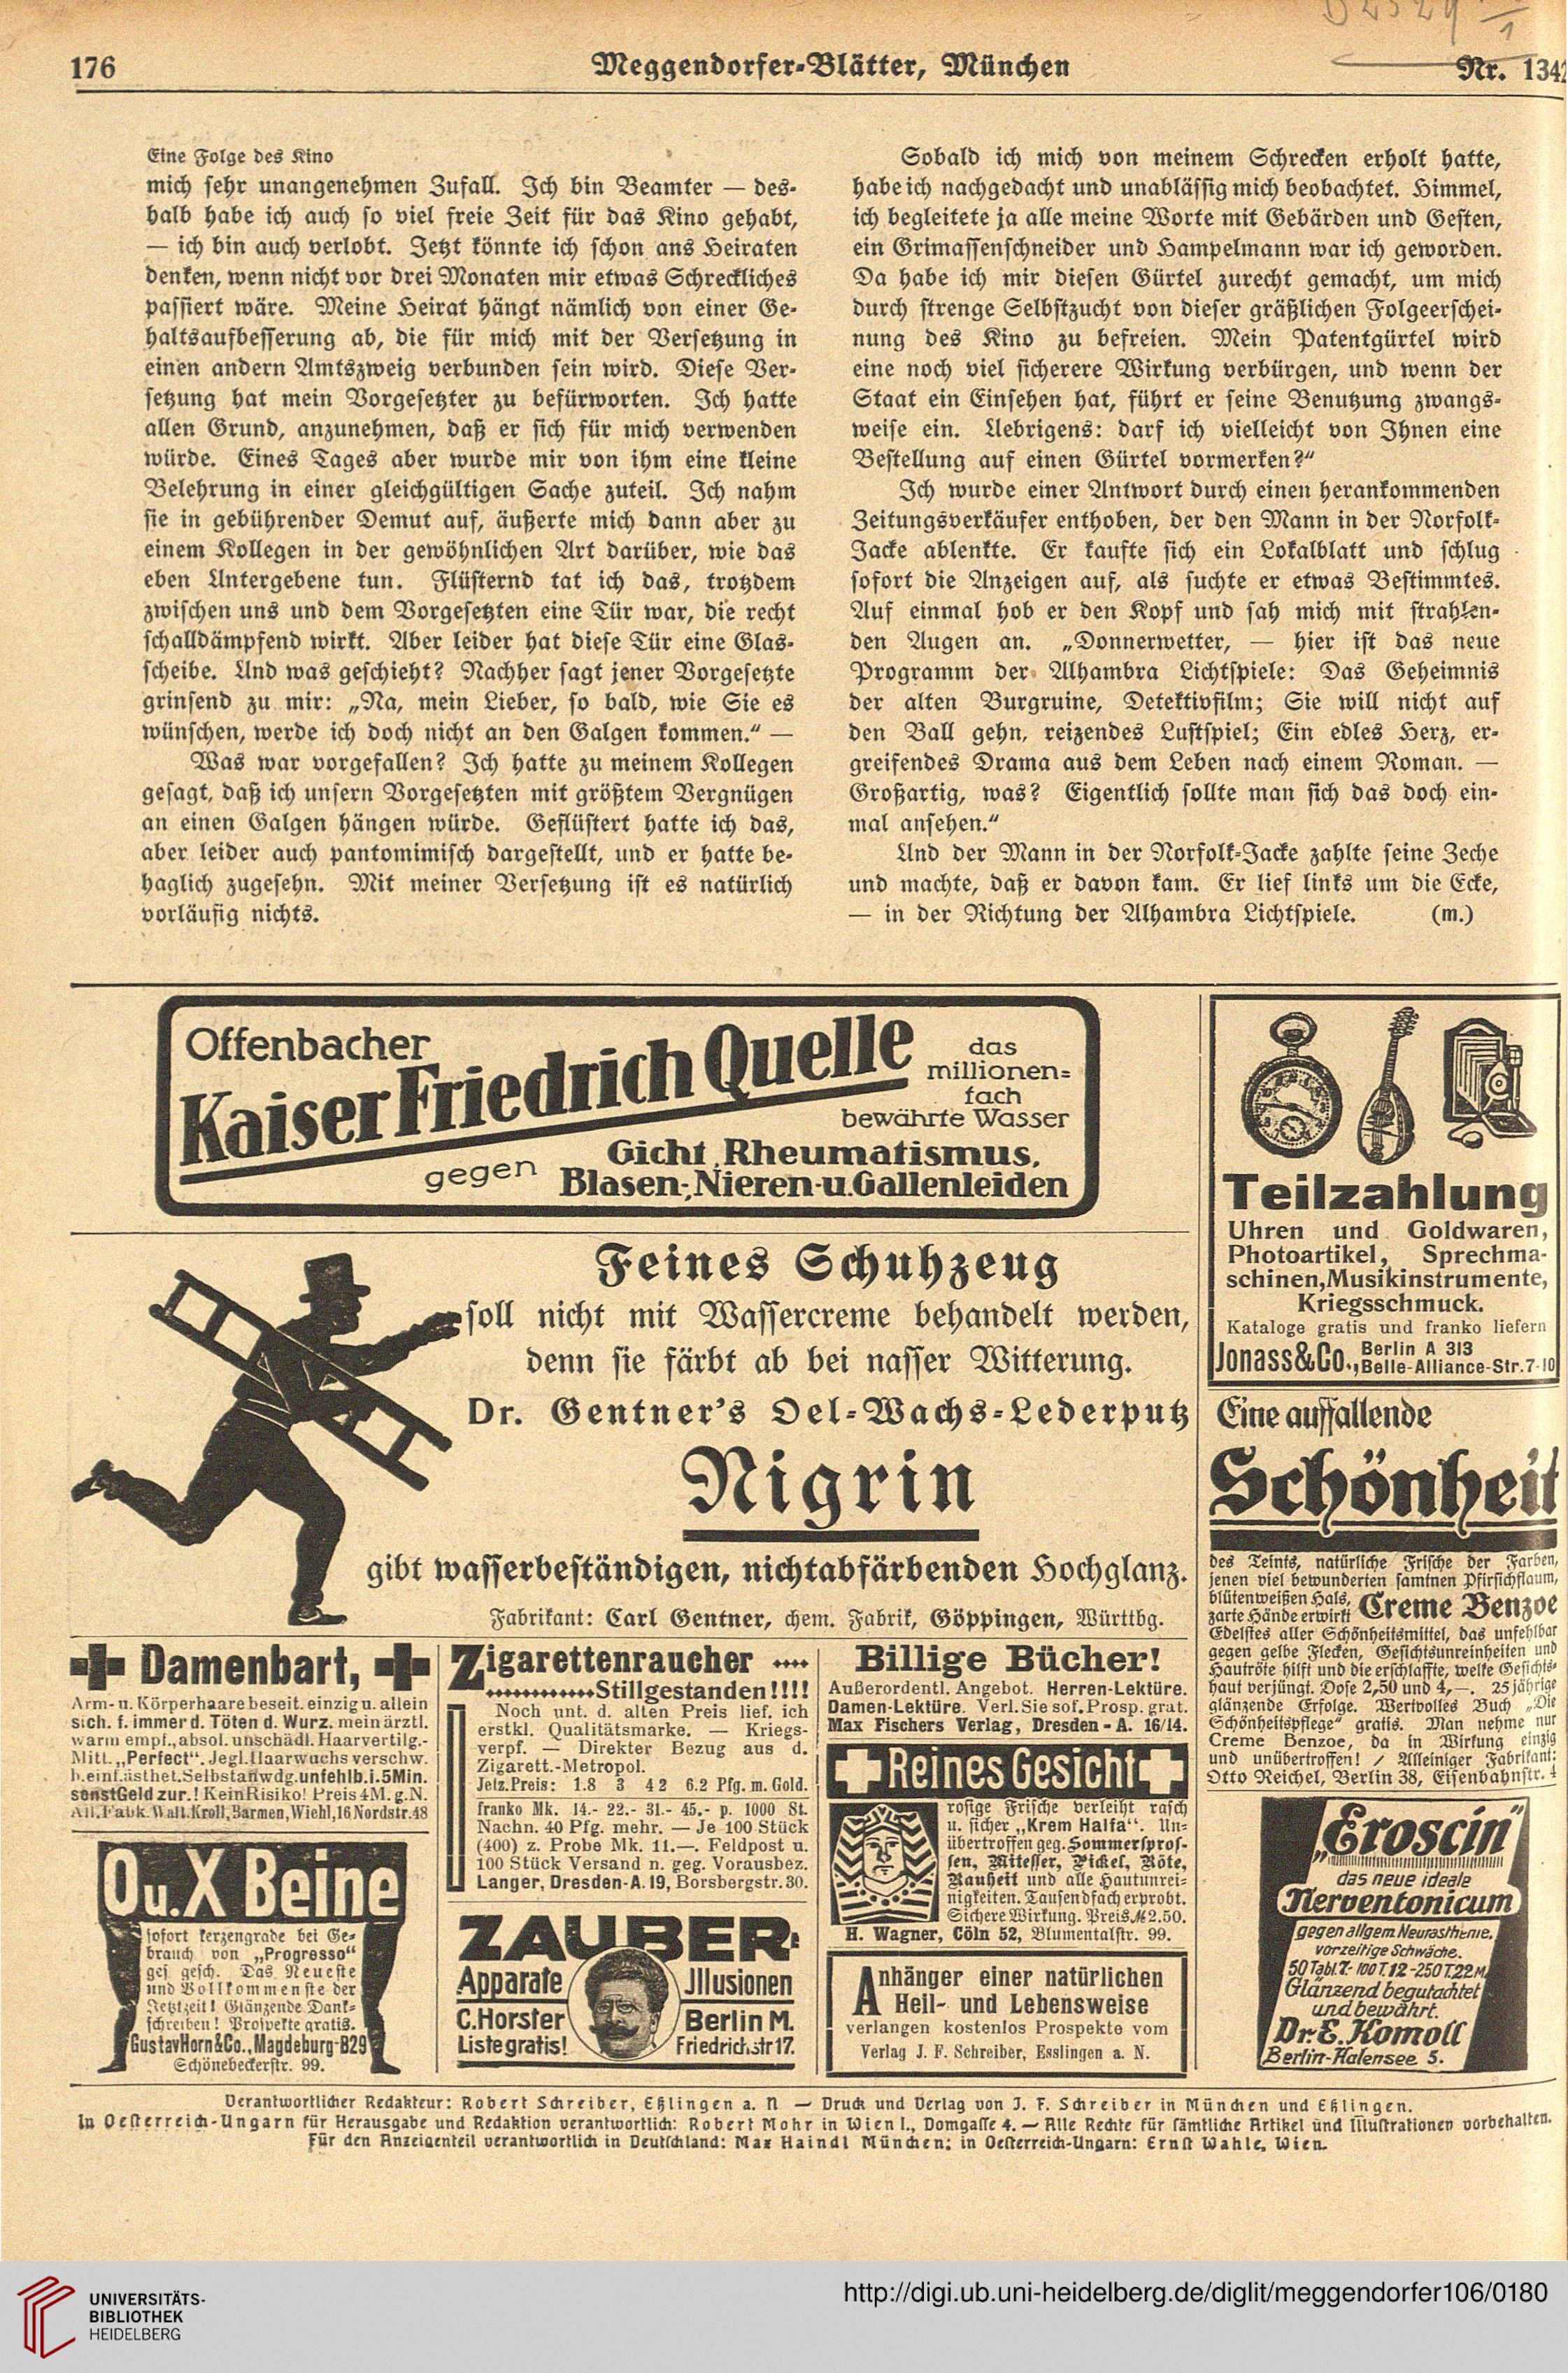 176
Meggendorfer-Blätter, München
Nr. 134
Eine Folge des Kino
mich sehr unangenehmen Zufall. Ich bin Beamter — des-
halb habe ich auch so viel freie Zeit für das Kino gehabt,
— ich bin auch verlobt. Jetzt könnte ich schon ans Heiraten
denken, wenn nicht vor drei Monaten mir etwas Schreckliches
passiert wäre. Meine Heirat hängt nämlich von einer Ge-
haltsaufbesserung ab, die für mich mit der Versetzung in
einen andern Amtszweig verbunden sein wird. Diese Ver-
setzung hat mein Vorgesetzter zu befürworten. Ich hatte
allen Grund, anzunehmen, daß er sich für mich verwenden
würde. Eines Tages aber wurde mir von ihm eine kleine
Belehrung in einer gleichgültigen Sache zuteil. Ich nahm
sie in gebührender Demut auf, äußerte mich dann aber zu
einem Kollegen in der gewöhnlichen Art darüber, wie das
eben Untergebene tun. Flüsternd tat ich das, trotzdem
zwischen uns und dem Vorgesetzten eine Tür war, die recht
schalldämpfend wirkt. Aber leider hat diese Tür eine Glas-
scheibe. Und was geschieht? Nachher sagt jener Vorgesetzte
grinsend zu mir: „Na, mein Lieber, so bald, wie Sie es
wünschen, werde ich doch nicht an den Galgen kommen.“ —
Was war vorgefallen? Ich hatte zu meinem Kollegen
gesagt, daß ich unsern Vorgesetzten mit größtem Vergnügen
an einen Galgen hängen würde. Geflüstert hatte ich das,
aber leider auch pantomimisch dargestellt, und er hatte be-
haglich zugesehn. Mit meiner Versetzung ist es natürlich
vorläufig nichts.
Sobald ich mich von meinem Schrecken erholt hatte,
habe ich nachgedacht und unablässig mich beobachtet. Himmel,
ich begleitete ja alle meine Worte mit Gebärden und Gesten,
ein Grimassenschneider und Hampelmann war ich geworden.
Da habe ich mir diesen Gürtel zurecht gemacht, um mich
durch strenge Selbstzucht von dieser gräßlichen Folgeerschei-
nung des Kino zu befreien. Mein Patentgürtel wird
eine noch viel sicherere Wirkung verbürgen, und wenn der
Staat ein Einsehen hat, führt er seine Benutzung zwangs-
weise ein. Uebrigens: darf ich vielleicht von Ihnen eine
Bestellung auf einen Gürtel vormerken?“
Ich wurde einer Antwort durch einen herankommenden
Zeitungsverkäufer enthoben, der den Mann in der Norfolk-
Jacke ablenkte. Er kaufte sich ein Lokalblatt und schlug
sofort die Anzeigen auf, als suchte er etwas Bestimmtes.
Auf einmal hob er den Kopf und sah mich mit strahlen-
den Augen an. „Donnerwetter, — hier ist das neue
Programm der Alhambra Lichtspiele: Das Geheimnis
der alten Burgruine, Detektivfilm; Sie will nicht auf
den Ball gehn, reizendes Lustspiel; Ein edles Herz, er-
greifendes Drama aus dem Leben nach einem Roman. —
Großartig, was? Eigentlich sollte man sich das doch ein-
mal ansehen.“
Und der Mann in der Norfolk-Jacke zahlte seine Zeche
und machte, daß er davon kam. Er lief links um die Ecke,
— in der Richtung der Alhambra Lichtspiele. (m.)
Offenbacher
Kaiser Friedrich Quelle
das
millionen-
fach
bewährte Wasser
gegen
Gicht, Rheumatismus,
Blasen-, Nieren-u. Gallenleiden
Feines Schuhzeug
soll nicht mit Wassercreme behandelt werden,
denn sie färbt ab bei nasser Witterung.
Dr. Gentner's Oel-Wachs-Lederputz
Nigrin
gibt wasserbeständigen, nichtabfärbenden Hochglanz.
Fabrikant: Carl Gentner, chem. Fabrik, Göppingen, Württbg.
Teilzahlung
Uhren und Goldwaren,
Photoartikel, Sprechma-
schinen, Musikinstrumente,
Kriegsschmuck.
Kataloge gratis und franko liefern
Jonass & Co., Berlin A 313
Belle-Alliance-Str. 7-10
Eine auffallende
Schönheit
des Teints, natürliche Frische der Farben,
jenen viel bewunderten samtnen Pfirsichflaum,
blütenweißen Hals,
zarte Hände erwirkt Creme Benzoe
Edelstes aller Schönheitsmittel, das unfehlbar
gegen gelbe Flecken, Gesichtsunreinheiten und
Hautröte hilft und die erschlaffte, welke Gesichts-
haut verjüngt. Dose 2,50 und 4,—. 25 jährige
glänzende Erfolge. Wertvolles Buch „Die
Schönheitspflege“ gratis. Man nehme nur
Creme Benzoe, da in Wirkung einzig
und unübertroffen! / Alleiniger Fabrikant:
Otto Reichel, Berlin 38, Eisenbahnstr. 4
Damenbart,
Arm- u. Körperhaare beseit. einzig u. allein
sich. f. immer d. Töten d. Wurz. mein ärztl.
warm empf., absol. unschädl. Haarvertilg.-
Mitt. „Perfect“. Jegl. Haarwuchs verschw.
b. einf. ästhet. Selbstanwdg. unfehlb. i. 5 Min.
sonst Geld zur.! Kein Risiko! Preis 4 M. g. N.
All. Fabk. Walt. Kroll, Barmen, Wiehl, 16 Nordstr. 48
O u. X Beine
sofort kerzengrade bei Ge-
brauch von „Progresso“
ges. gesch. Das Neueste
und Vollkommenste der
Jetztzeit! Glänzende Dank-
schreiben! Prospekte gratis.
Gustav Horn & Co., Magdeburg-B29
Schönebeckerstr. 99.
Zigarettenraucher
Stillgestanden!!!!
Noch unt. d. alten Preis lief. ich
erstkl. Qualitätsmarke. — Kriegs-
verpf. — Direkter Bezug aus d.
Zigarett.-Metropol.
Jetz. Preis: 1.8 3 4 2 6.2 Pfg. m. Gold.
franko Mk. 14.- 22.- 31.- 45.- p. 1000 St.
Nachn. 40 Pfg. mehr. — Je 100 Stück
(400) z. Probe Mk. 11.—. Feldpost u.
100 Stück Versand n. geg. Vorausbez.
Langer, Dresden-A. 19, Borsbergstr. 30.
ZAUBER-
Apparate
Jllusionen
C. Horster
Berlin M.
Liste gratis!
Friedrichstr 17.
Billige Bücher!
Außerordentl. Angebot. Herren-Lektüre.
Damen-Lektüre. Verl. Sie sof. Prosp. grat.
Max Fischers Verlag, Dresden-A. 16/14.
Reines Gesicht
rosige Frische verleiht rasch
u. sicher „Krem Halfa“. Un-
übertroffen geg. Sommerspros-
sen, Mitesser, Pickel, Röte,
Rauheit und alle Hautunrei-
nigkeiten. Tausendfach erprobt.
Sichere Wirkung. Preis M 2.50.
H. Wagner, Cöln 52, Blumentalstr. 99.
Anhänger einer natürlichen
Heil- und Lebensweise
verlangen kostenlos Prospekte vom
Verlag J. F. Schreiber, Esslingen a. N.
„Eroscin“
das neue ideale
Nerventonicum
gegen allgem. Neurasthenie,
vorzeitige Schwäche.
50 Tabl. 7.- 100 T. 12 - 250 T. 22 M.
Glänzend begutachtet
und bewährt.
Dr. E. Komoll
Berlin-Halensee 5.
Verantwortlicher Redakteur: Robert Schreiber, Eßlingen a. N — Druck und Verlag von J. F. Schreiber in München und Eßlingen.
In Oesterreich-Ungarn für Herausgabe und Redaktion verantwortlich: Robert Mohr in Wien I., Domgasse 4. — Alle Rechte für sämtliche Artikel und Illustrationen vorbehalten.
Für den Anzeigenteil verantwortlich in Deutschland: Max Haindl München; in Oesterreich-Ungarn: Ernst Wahle, Wien.
UNIVERSITÄTS-
BIBLIOTHEK
HEIDELBERG
http://digi.ub.uni-heidelberg.de/diglit/meggendorfer106/0180